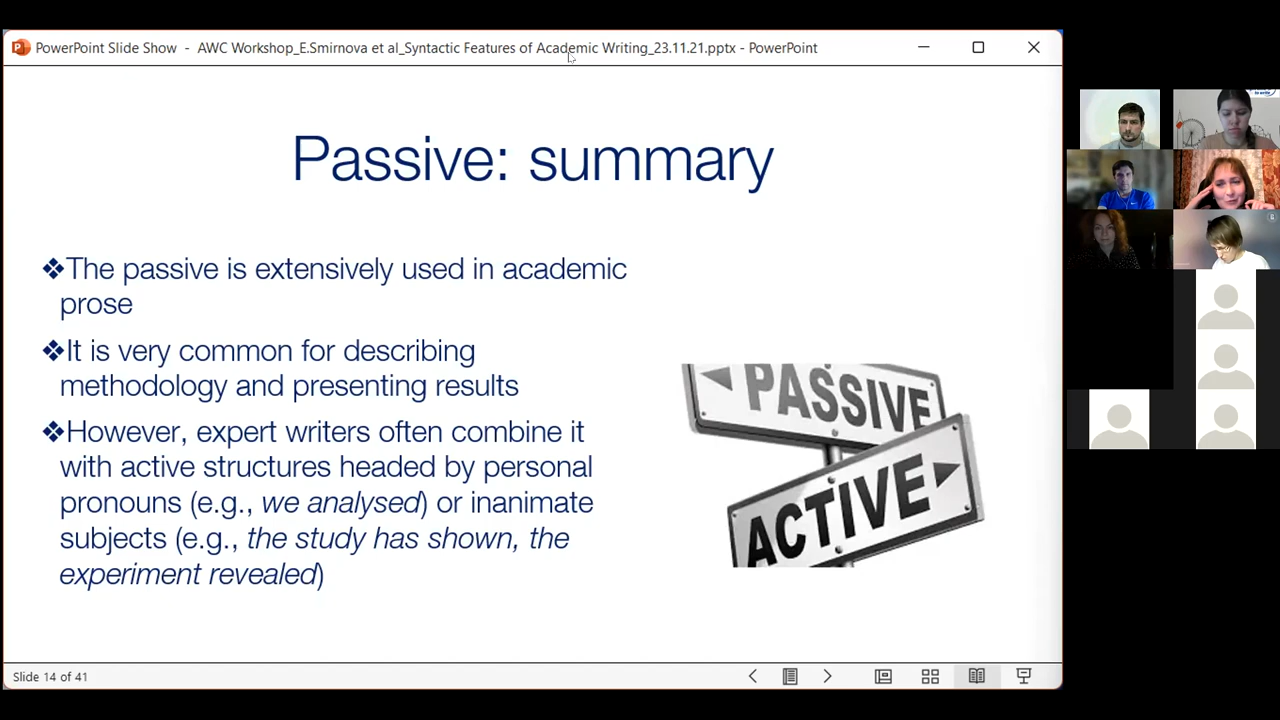 PowerPoint Slide Show - AWC Workshop_E.Smirnova et al_Syntactic Features of Academic Writing_23.11.21.pptx - PowerPoint
Passive: summary
❖The passive is extensively used in academic
prose
❖It is very common for describing
methodology and presenting results
❖However, expert writers often combine it
with active structures headed by personal
pronouns (e.g., we analysed) or inanimate
subjects (e.g., the study has shown, the
experiment revealed)
PASSIVE
ACTIVE
Slide 14 of 41